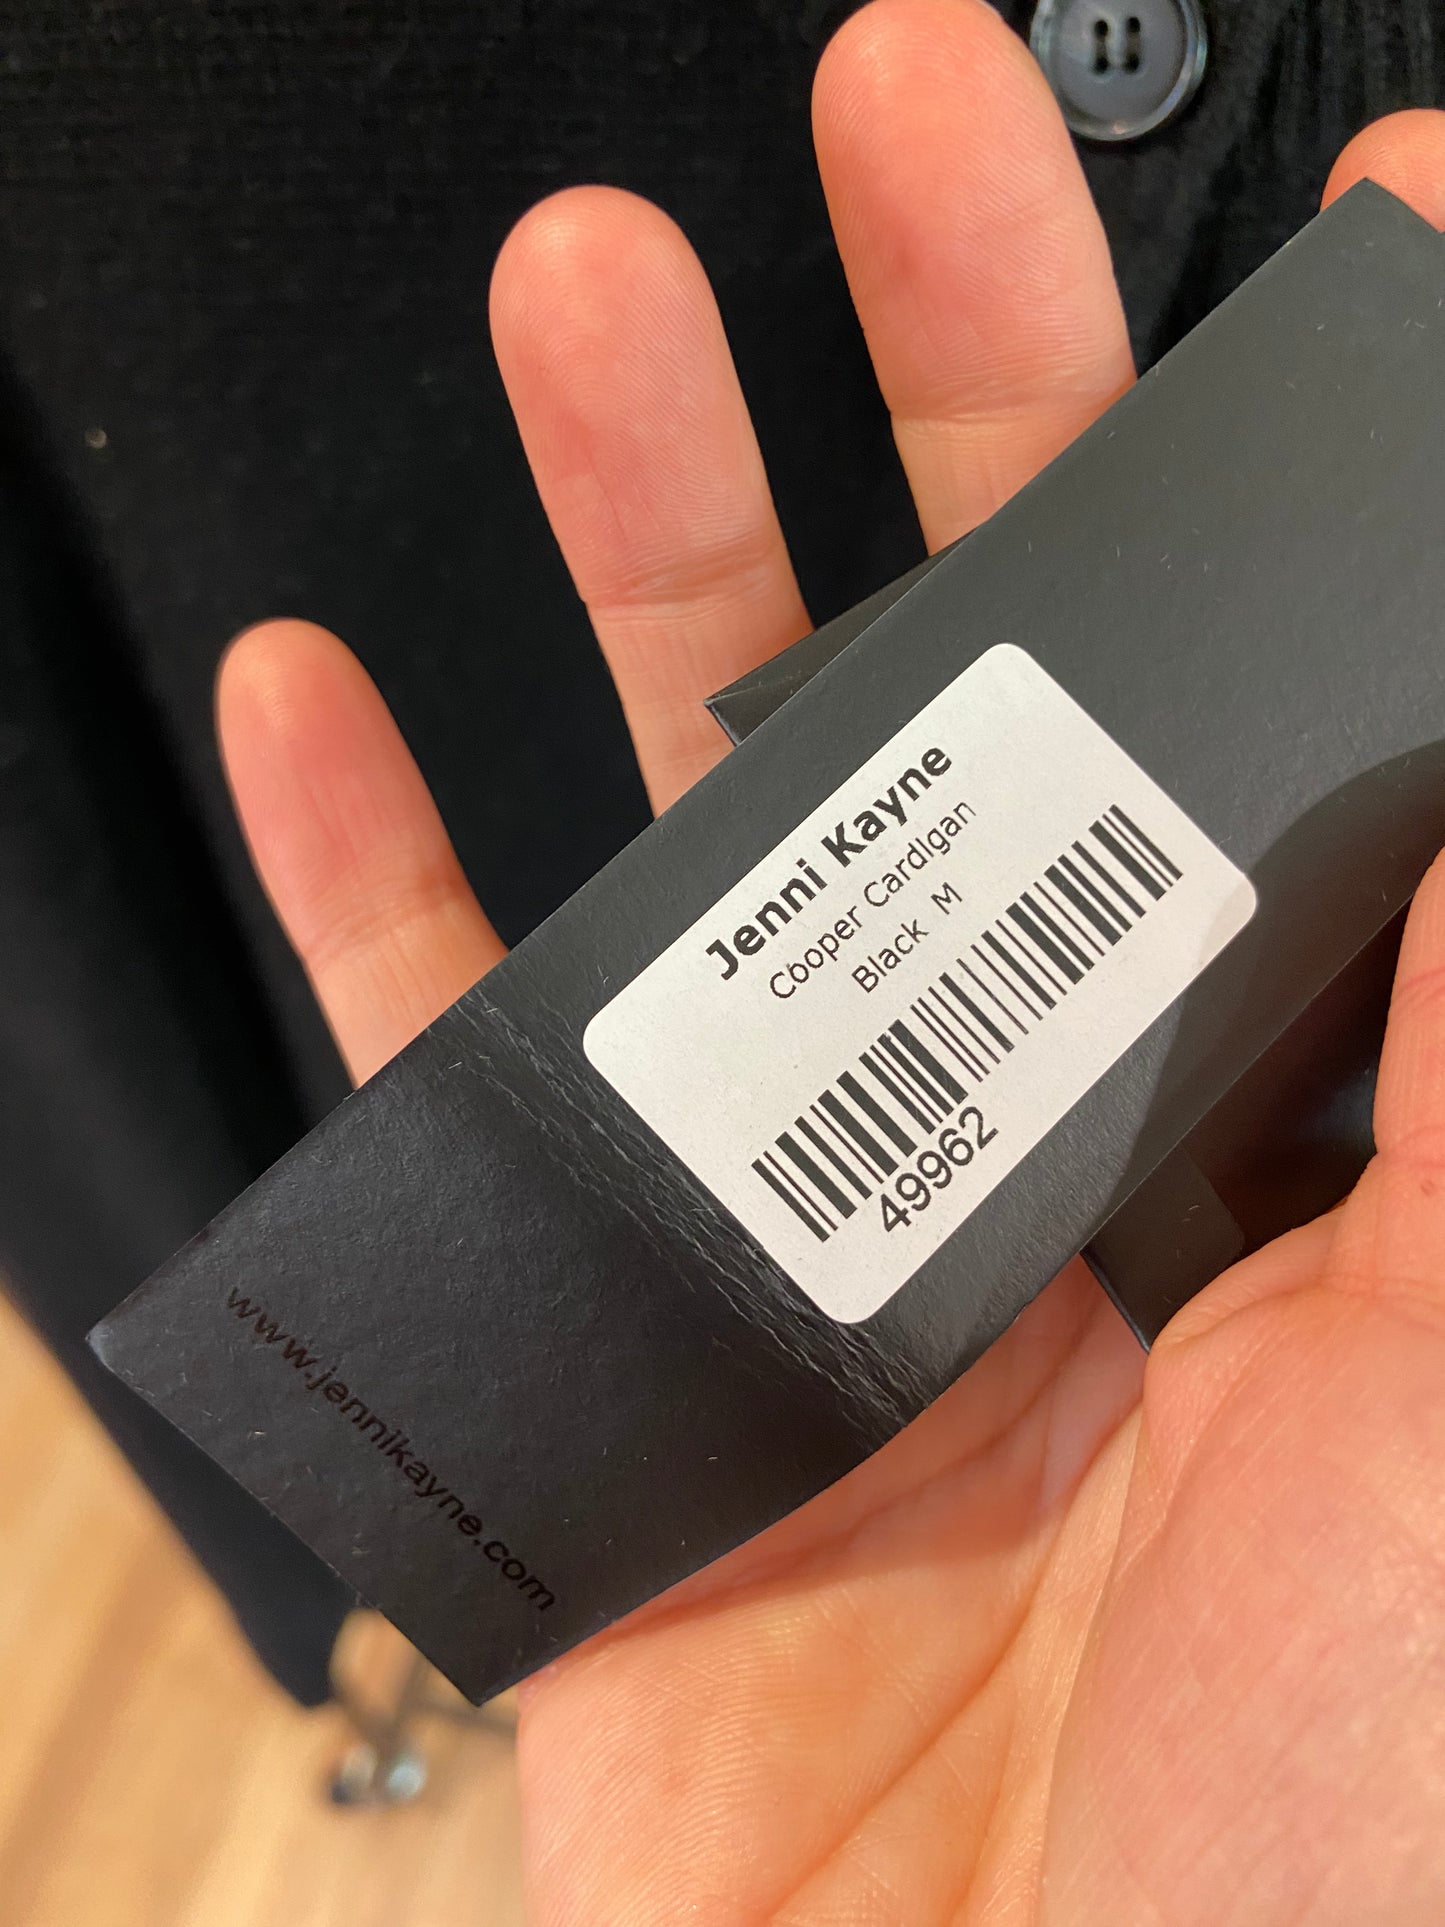 Jenni Kayne
Cooper CardIgan
Black M
49962
www.jennikayne.com